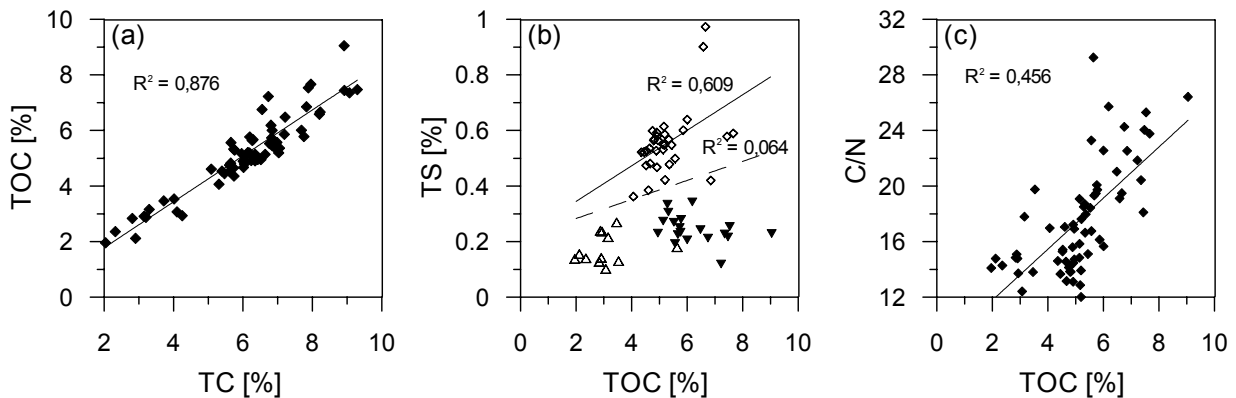 (a)
R² = 0,876
10
8
6
4
2
0
TOC [%]
2 4 6 8 10
TC [%]
(b)
R² = 0,609
R² = 0,064
1
0.8
0.6
0.4
0.2
0
TS [%]
0 2 4 6 8 10
TOC [%]
(c)
R² = 0,456
32
28
24
20
16
12
C/N
0 2 4 6 8 10
TOC [%]